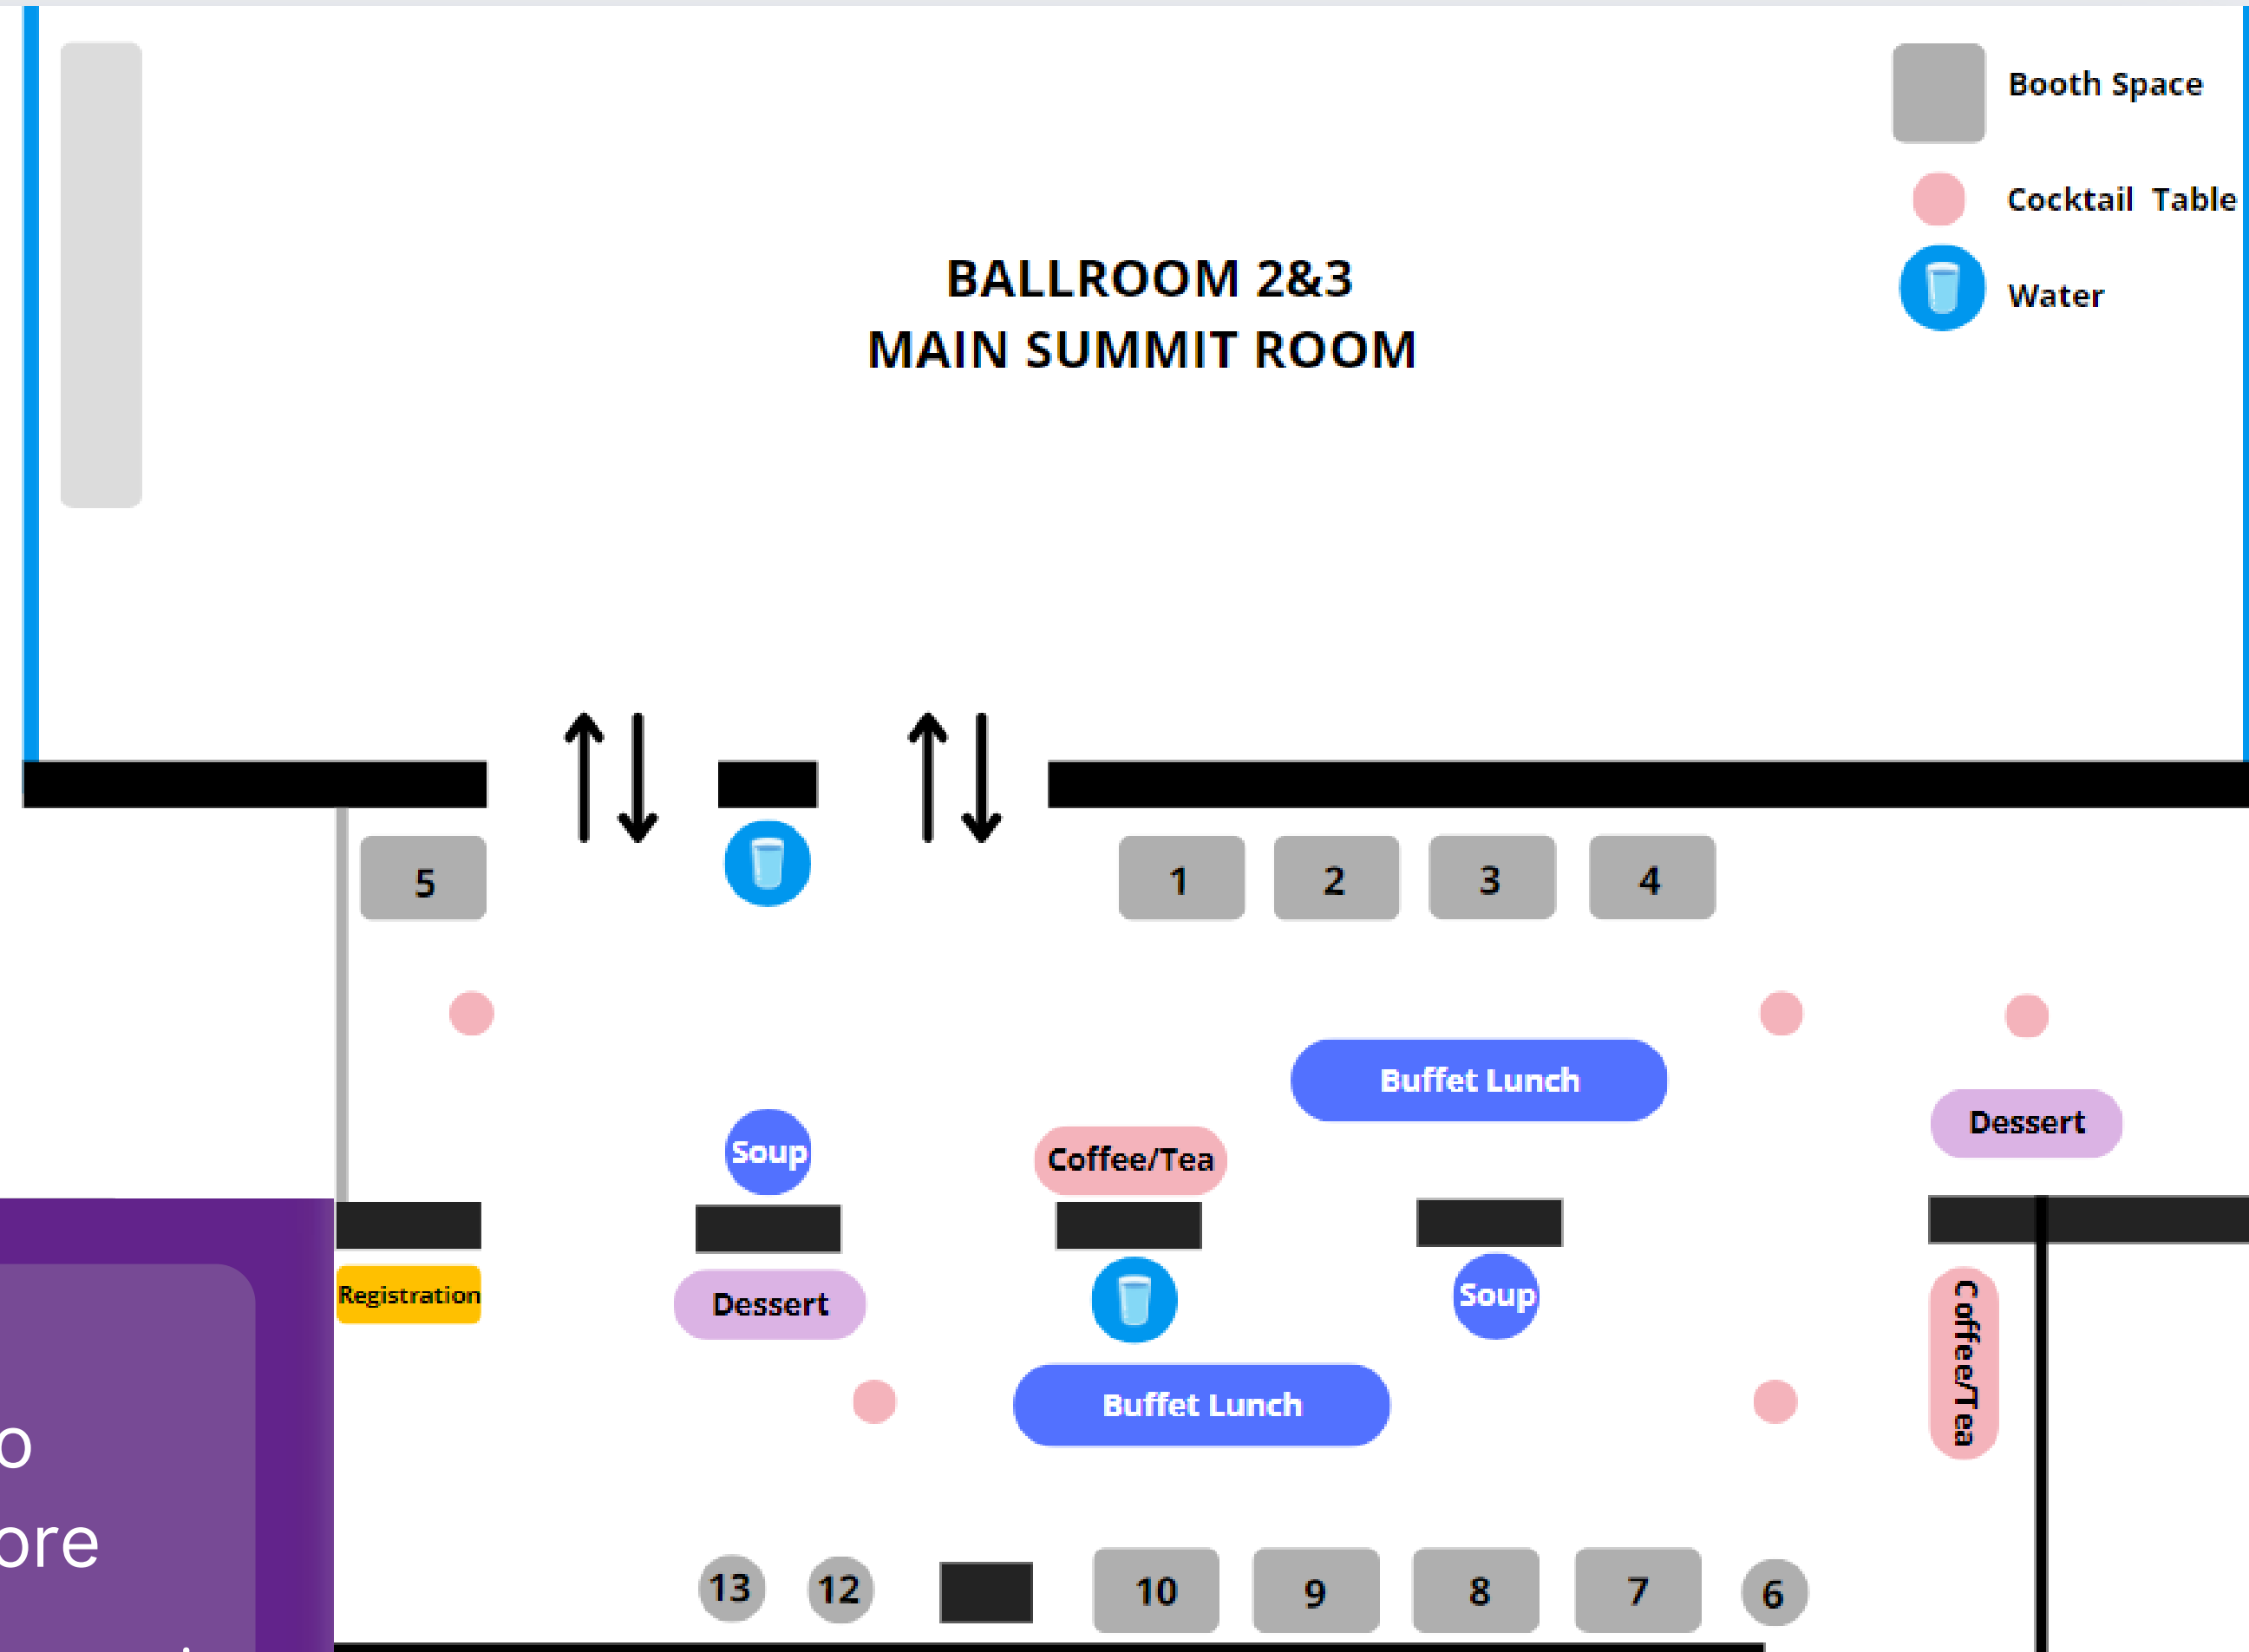 Booth Space
Cocktail Table
Water
BALLROOM 2&3
MAIN SUMMIT ROOM
5
1
2
3
4
Buffet Lunch
Dessert
Soup
Coffee/Tea
Registration
Dessert
Soup
Coffee/Tea
Buffet Lunch
13
12
10
9
8
7
6